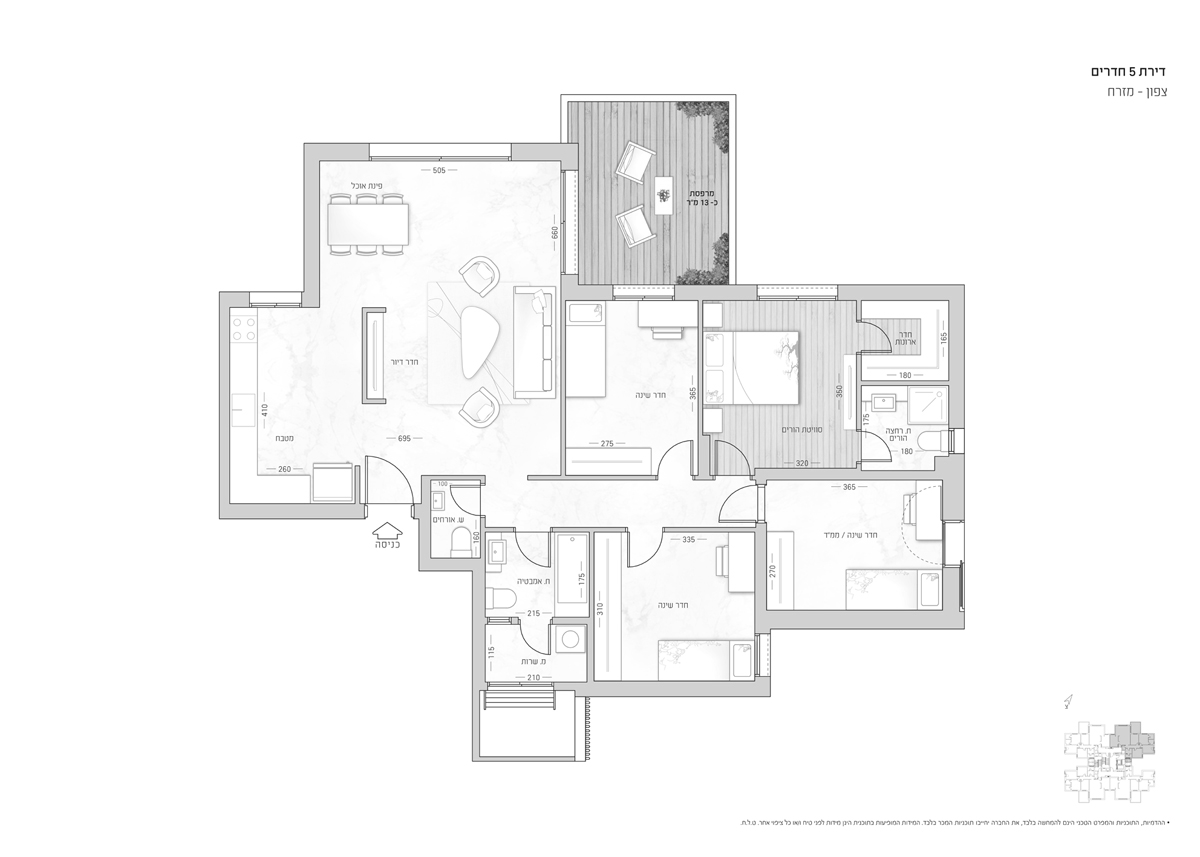 דירת 5 חדרים
צפון - מזרח
505
פינת אוכל
660
מרפסת
כ- 13 מ"ר
חדר דיור
410
מטבח
260
695
חדר שינה
365
275
סוויטת הורים
350
320
חדר
ארונות
165
180
175
ח. רחצה
הורים
180
כניסה
100
ש. אורחים
160
365
חדר שינה / ממ"ד
270
335
חדר שינה
310
ח. אמבטיה
175
215
115
מ. שרות
210
צ
• ההדמיות, התוכניות והמפרט הטכני הינם להמחשה בלבד, את החברה יחייבו תוכניות המכר בלבד. המידות המופיעות בתוכנית הינן מידות לפני טיח ו/או כל ציפוי אחר. ט.ל.ח.